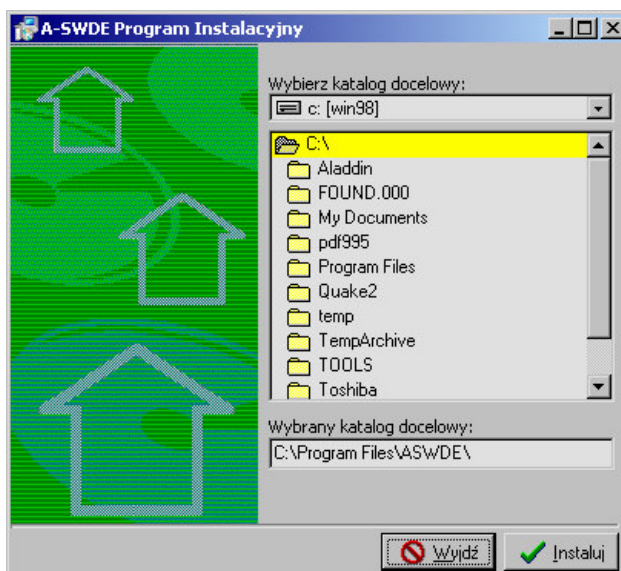 A-SWDE Program Instalacyjny
Wybierz katalog docelowy:
c: [win98]
C:\
Aladdin
FOUND.000
My Documents
pdf995
Program Files
Quake2
temp
TempArchive
TOOLS
Toshiba
Wybrany katalog docelowy:
C:\Program Files\ASWDE\
Wyjdź
Instaluj